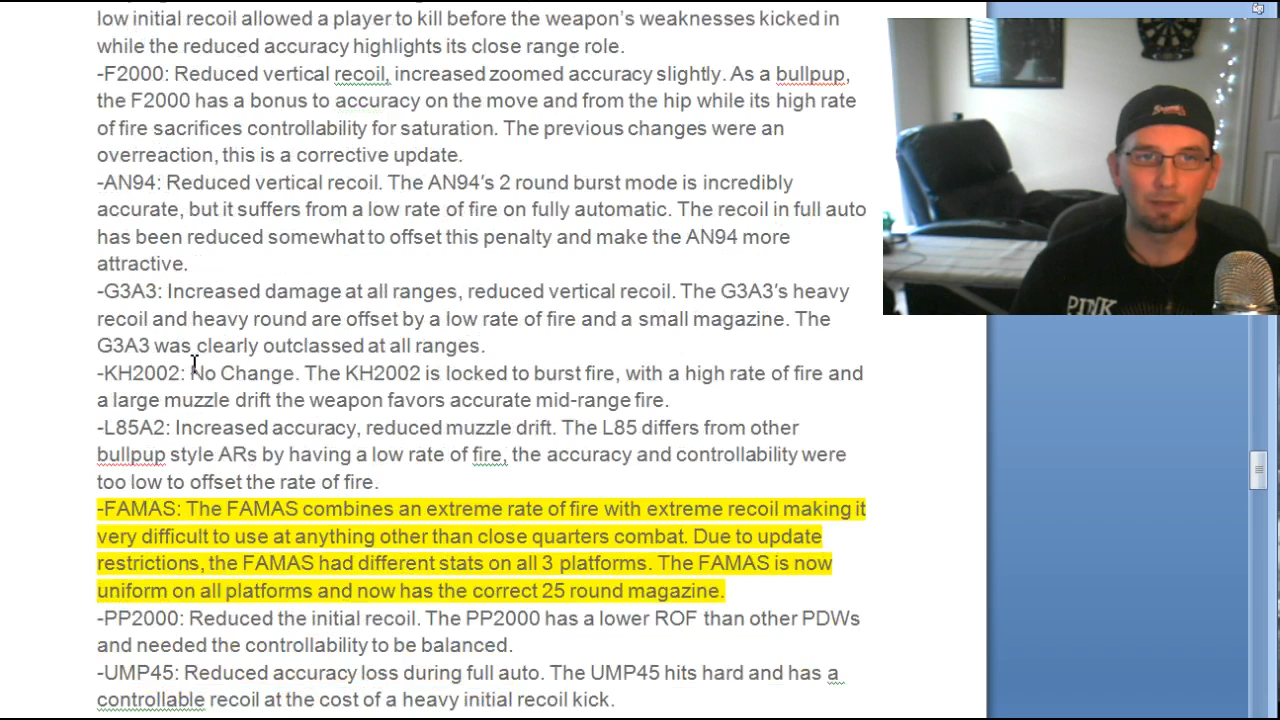 low initial recoil allowed a player to kill before the weapon's weaknesses kicked in
while the reduced accuracy highlights its close range role.
-F2000: Reduced vertical recoil, increased zoomed accuracy slightly. As a bullpup,
the F2000 has a bonus to accuracy on the move and from the hip while its high rate
of fire sacrifices controllability for saturation. The previous changes were an
overreaction, this is a corrective update.
-AN94: Reduced vertical recoil. The AN94's 2 round burst mode is incredibly
accurate, but it suffers from a low rate of fire on fully automatic. The recoil in full auto
has been reduced somewhat to offset this penalty and make the AN94 more
attractive.
-G3A3: Increased damage at all ranges, reduced vertical recoil. The G3A3's heavy
recoil and heavy round are offset by a low rate of fire and a small magazine. The
G3A3 was clearly outclassed at all ranges.
-KH2002: No Change. The KH2002 is locked to burst fire, with a high rate of fire and
a large muzzle drift the weapon favors accurate mid-range fire.
-L85A2: Increased accuracy, reduced muzzle drift. The L85 differs from other
bullpup style ARs by having a low rate of fire, the accuracy and controllability were
too low to offset the rate of fire.
-FAMAS: The FAMAS combines an extreme rate of fire with extreme recoil making it
very difficult to use at anything other than close quarters combat. Due to update
restrictions, the FAMAS had different stats on all 3 platforms. The FAMAS is now
uniform on all platforms and now has the correct 25 round magazine.
-PP2000: Reduced the initial recoil. The PP2000 has a lower ROF than other PDWs
and needed the controllability to be balanced.
-UMP45: Reduced accuracy loss during full auto. The UMP45 hits hard and has a
controllable recoil at the cost of a heavy initial recoil kick.